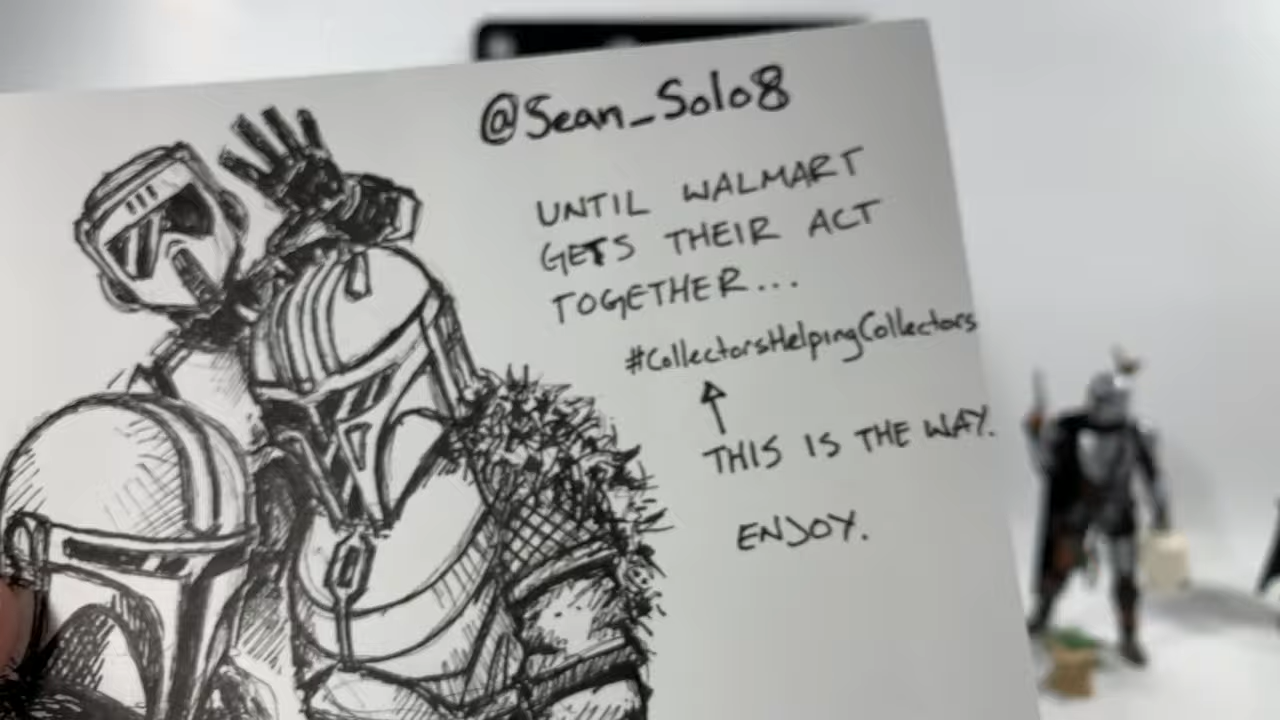 @Sean_Solo8
UNTIL WALMART
GETS THEIR ACT
TOGETHER...
#CollectorsHelpingCollectors
THIS IS THE WAY.
ENJOY.